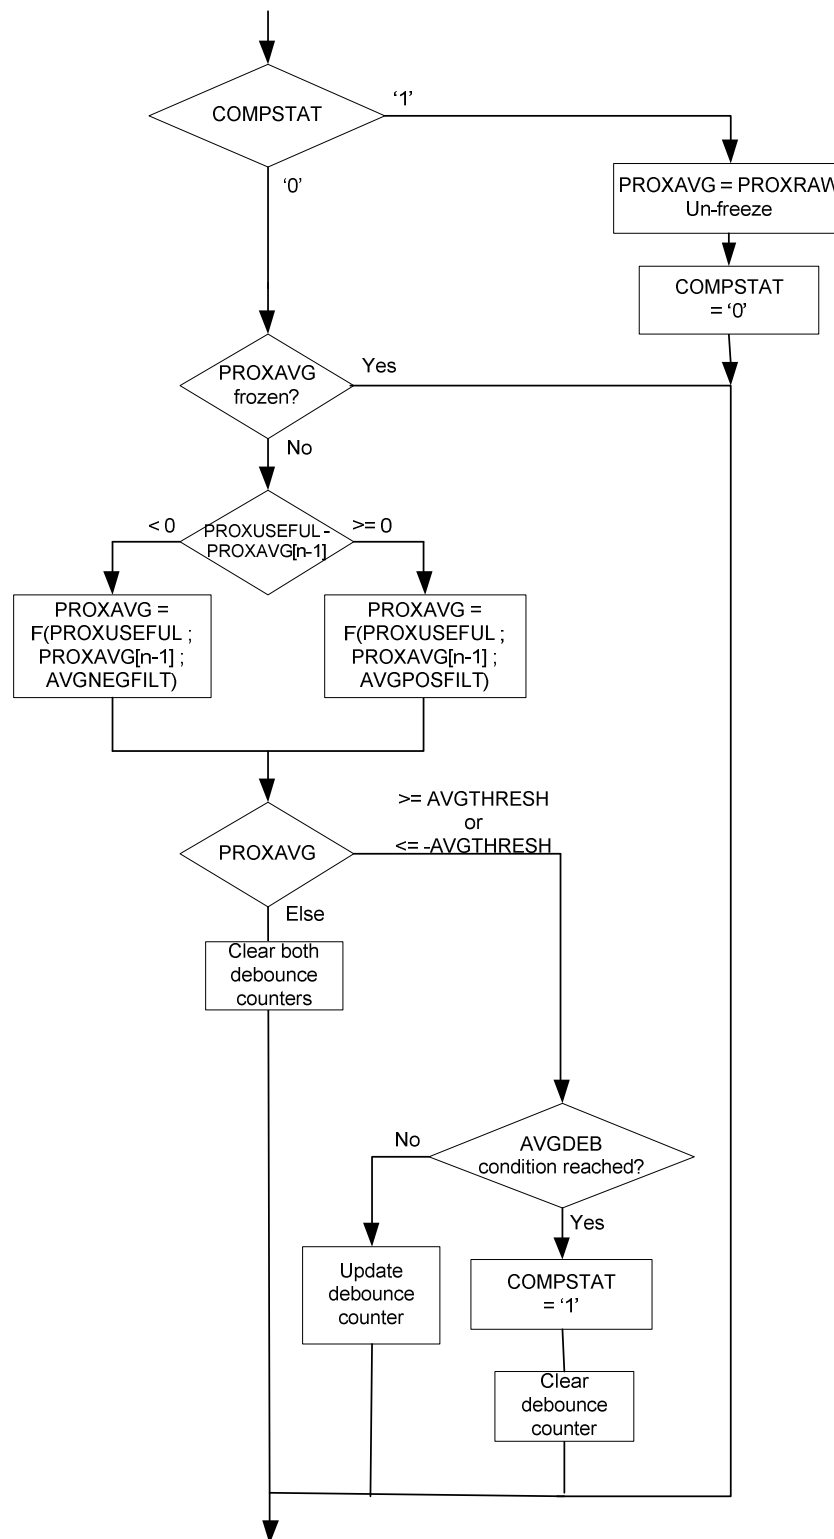 COMPSTAT
‘1’
‘0’
PROXAVG = PROXRAW
Un-freeze
COMPSTAT
= ‘0’
PROXAVG
frozen?
Yes
No
< 0
PROXUSEFUL -
PROXAVG[n-1]
>= 0
PROXAVG =
F(PROXUSEFUL ;
PROXAVG[n-1] ;
AVGNEGFILT)
PROXAVG =
F(PROXUSEFUL ;
PROXAVG[n-1] ;
AVGPOSFILT)
PROXAVG
>= AVGTHRESH
or
<= -AVGTHRESH
Else
Clear both
debounce
counters
AVGDEB
condition reached?
No
Yes
Update
debounce
counter
COMPSTAT
= ‘1’
Clear
debounce
counter